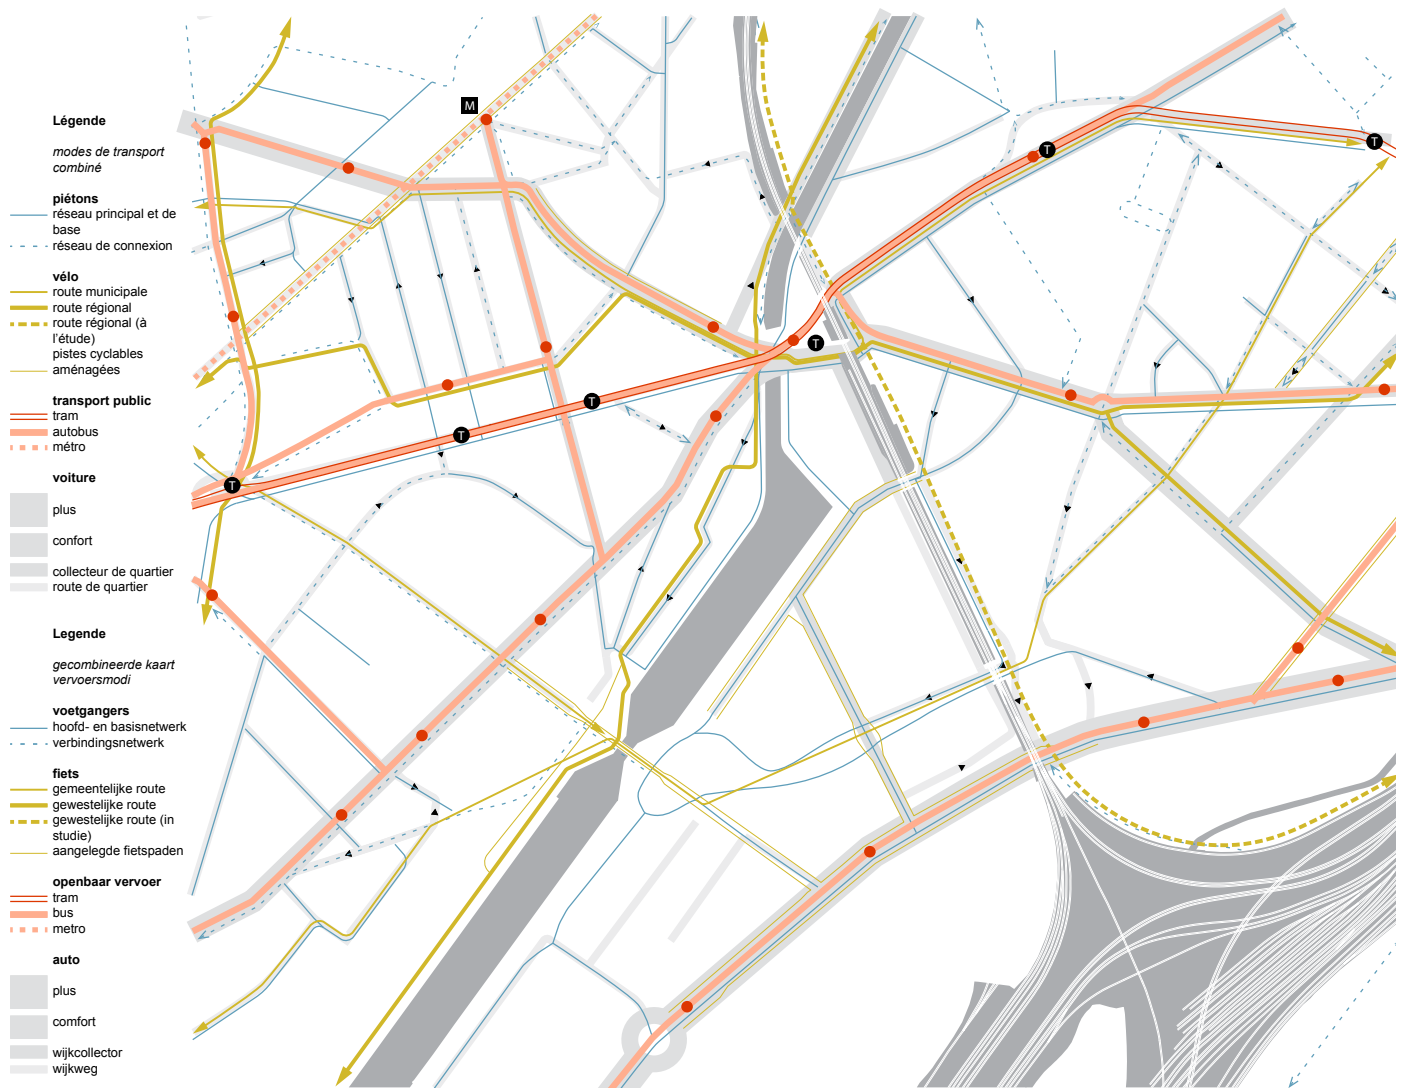 Légende
modes de transport
combiné
piétons
réseau principal et de
base
réseau de connexion
vélo
route municipale
route régional
route régional (à
l'étude)
pistes cyclables
aménagées
transport public
tram
autobus
métro
voiture
plus
confort
collecteur de quartier
route de quartier
Legende
gecombineerde kaart
vervoersmodi
voetgangers
hoofd- en basisnetwerk
verbindingsnetwerk
fiets
gemeentelijke route
gewestelijke route
gewestelijke route (in
studie)
aangelegde fietspaden
openbaar vervoer
tram
bus
metro
auto
plus
comfort
wijkcollector
wijkweg
M
T
T
T
T
T
T